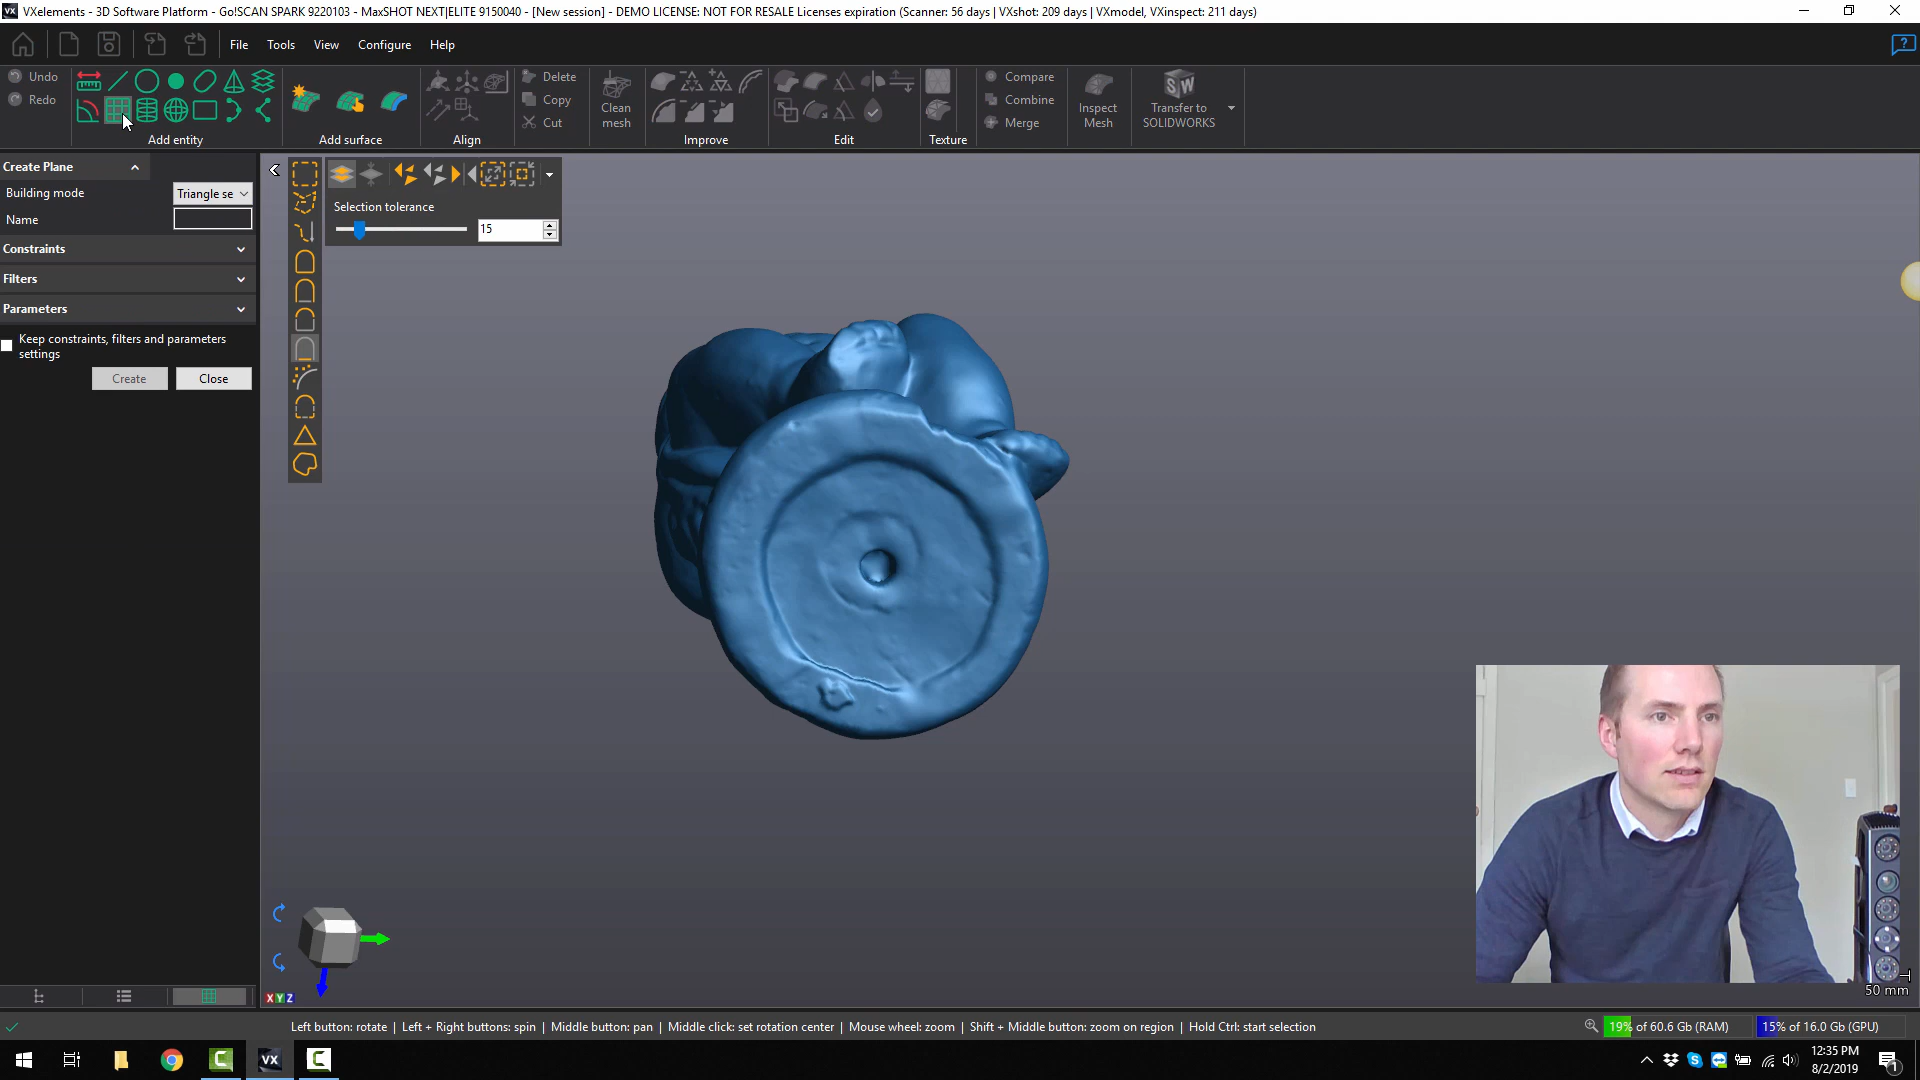 VX VXelements - 3D Software Platform - Go!SCAN SPARK 9220103 - MaxSHOT NEXT|ELITE 9150040 - [New session] - DEMO LICENSE: NOT FOR RESALE Licenses expiration (Scanner: 56 days | VXshot: 209 days | VXmodel, VXinspect: 211 days)
File Tools View Configure Help
Undo
Redo
Add entity
Add surface
Align
Delete
Copy
Cut
Clean
mesh
Improve
Edit
Texture
Compare
Combine
Merge
Inspect
Mesh
SW
Transfer to
SOLIDWORKS
Create Plane
Building mode Triangle se
Name
Constraints
Filters
Parameters
Keep constraints, filters and parameters
settings
Create Close
Selection tolerance
15
X Y Z
50 mm
Left button: rotate | Left + Right buttons: spin | Middle button: pan | Middle click: set rotation center | Mouse wheel: zoom | Shift + Middle button: zoom on region | Hold Ctrl: start selection
19% of 60.6 Gb (RAM) 15% of 16.0 Gb (GPU)
VX
12:35 PM
8/2/2019
1